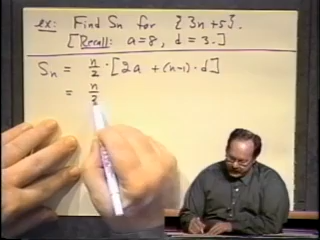 ex: Find Sn for {3n+5}.
[Recall: a=8, d=3.]
Sn = n/2 · [2a + (n-1)·d]
= n/2